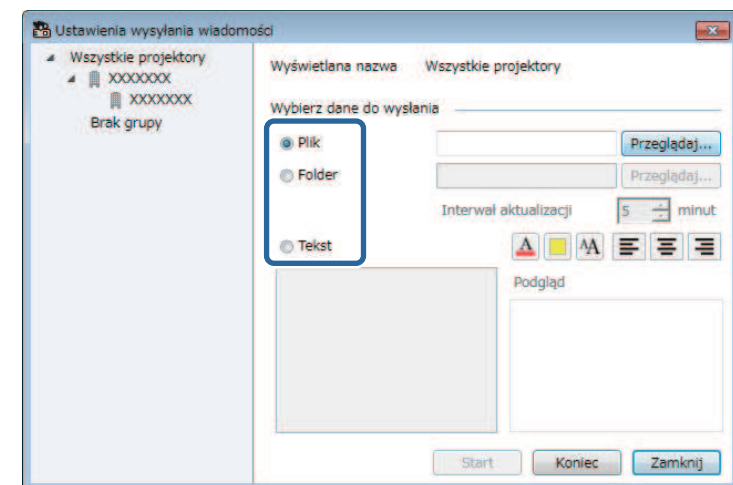 Ustawienia wysyłania wiadomości
Wszystkie projektory
XXXXXXX
XXXXXXX
Brak grupy
Wyświetlana nazwa Wszystkie projektory
Wybierz dane do wysłania
Plik Przeglądaj...
Folder Przeglądaj...
Interwał aktualizacji 5 minut
Tekst A AA
Podgląd
Start Koniec Zamknij